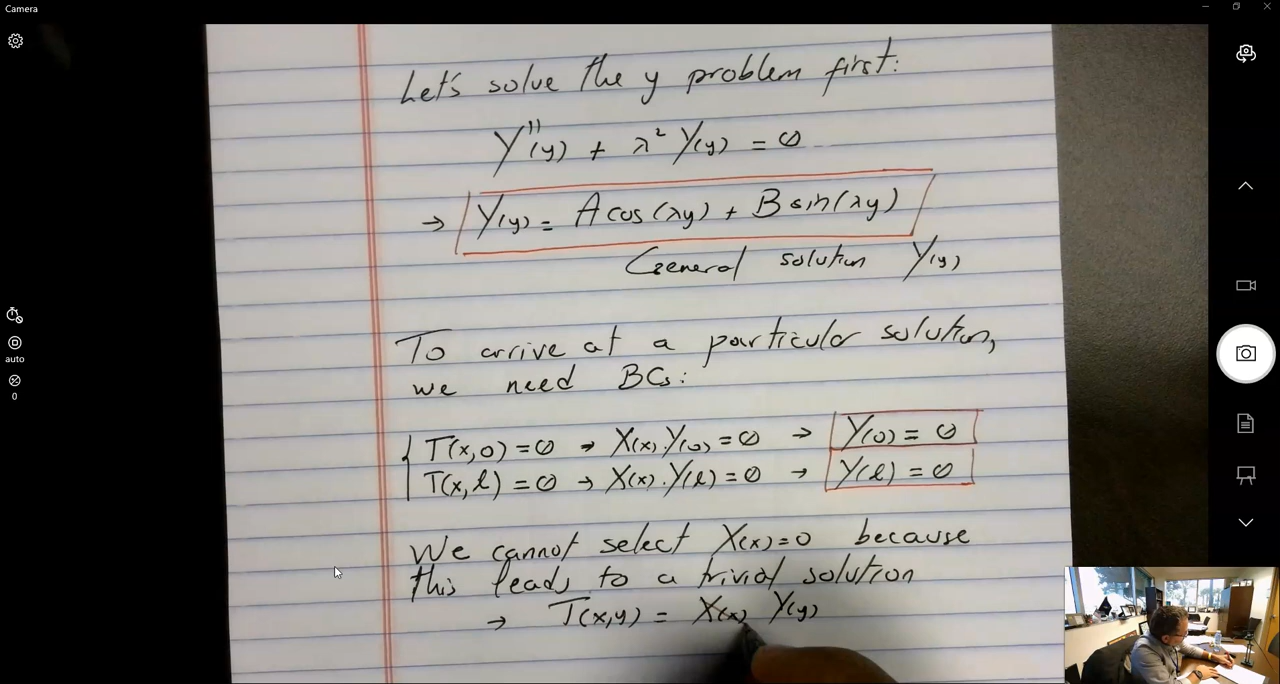 Camera
Let's solve the y problem first:
Y''(y) + λ² Y(y) = 0
→ Y(y) = A cos(λy) + B sin(λy)
General solution Y(y)
To arrive at a particular solution,
we need BCs:
T(x,0) = 0 → X(x).Y(0) = 0 → Y(0) = 0
T(x,ℓ) = 0 → X(x).Y(ℓ) = 0 → Y(ℓ) = 0
We cannot select X(x)=0 because
this leads to a trivial solution
→ T(x,y) = X(x) Y(y)
auto
0